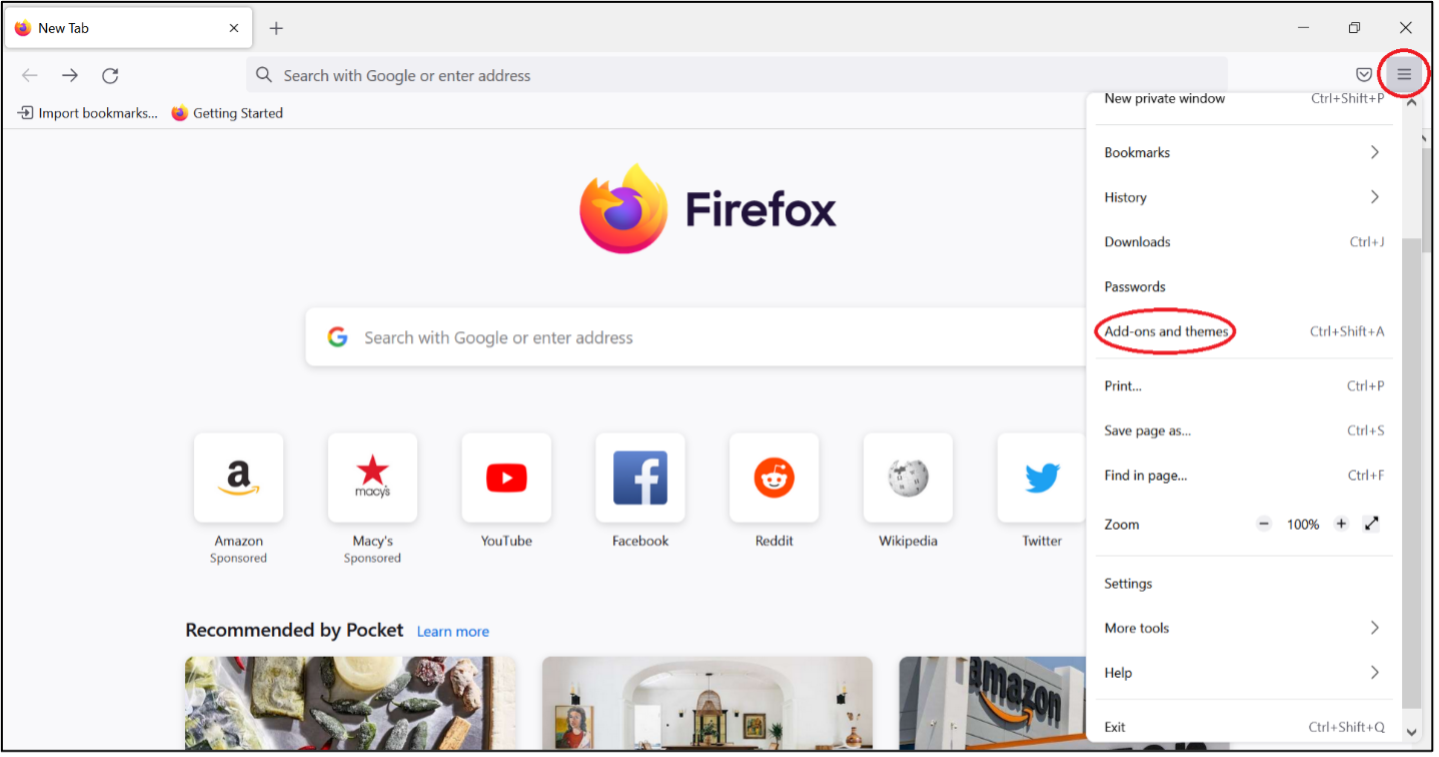 New Tab
Search with Google or enter address
Import bookmarks...
Getting Started
New private window Ctrl+Shift+P
Bookmarks
History
Downloads Ctrl+J
Passwords
Add-ons and themes Ctrl+Shift+A
Print... Ctrl+P
Save page as... Ctrl+S
Find in page... Ctrl+F
Zoom 100%
Settings
More tools
Help
Exit Ctrl+Shift+Q
Firefox
Search with Google or enter address
a
macy's
Amazon
Sponsored
Macy's
Sponsored
YouTube
Facebook
Reddit
Wikipedia
Twitter
Recommended by Pocket Learn more
amazon